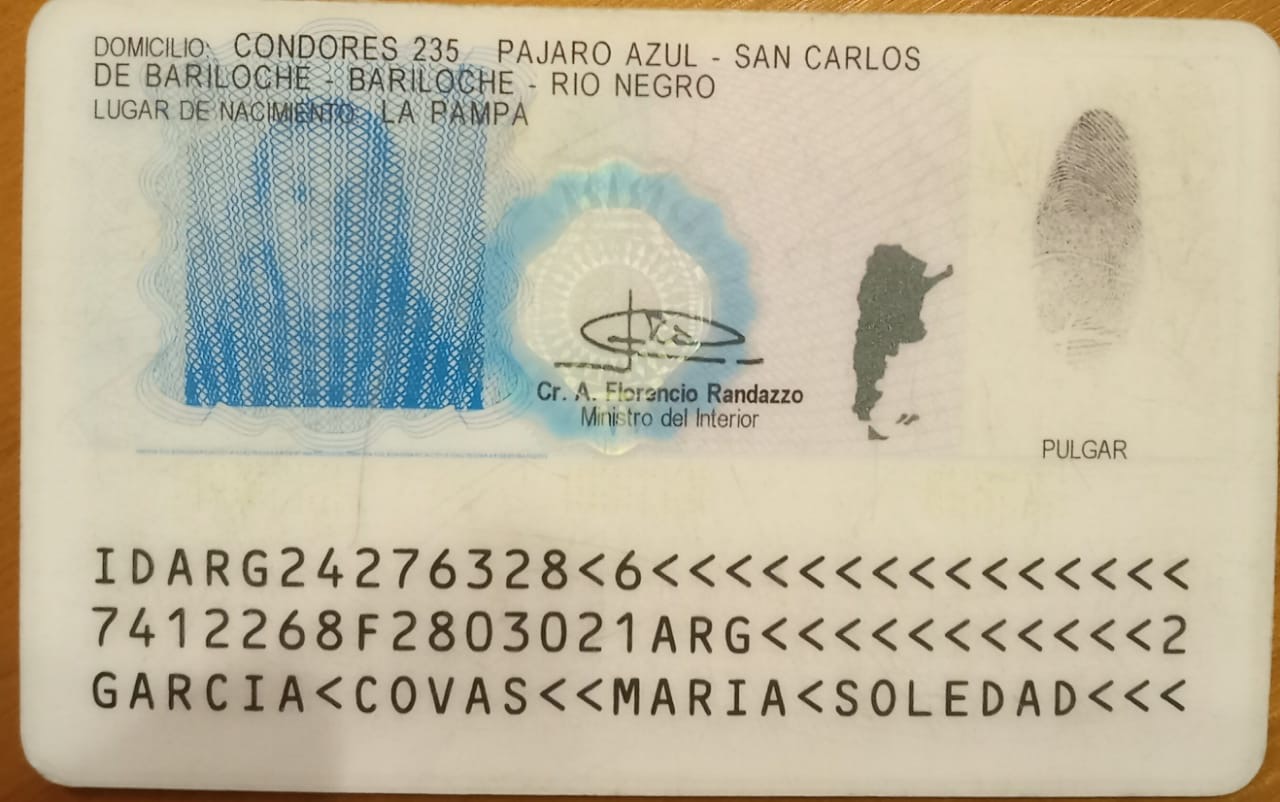 DOMICILIO: CONDORES 235 PAJARO AZUL - SAN CARLOS
DE BARILOCHE - BARILOCHE - RIO NEGRO
LUGAR DE NACIMIENTO: LA PAMPA
Cr. A. Florencio Randazzo
Ministro del Interior
PULGAR
IDARG24276328<6<<<<<<<<<<<<<<<
7412268F2803021ARG<<<<<<<<<<<2
GARCIA<COVAS<<MARIA<SOLEDAD<<<